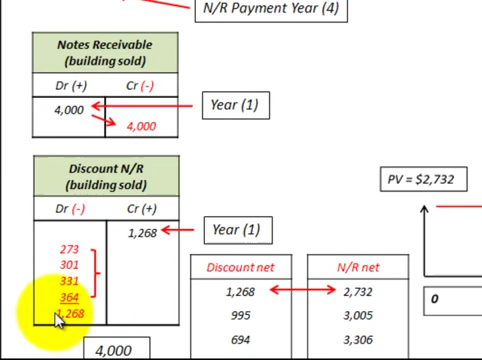 N/R Payment Year (4)
Notes Receivable
(building sold)
Dr (+) Cr (-)
4,000
4,000
Year (1)
Discount N/R
(building sold)
Dr (-) Cr (+)
1,268
Year (1)
273
301
331
364
1,268
PV = $2,732
0
Discount net N/R net
1,268 2,732
995 3,005
694 3,306
4,000